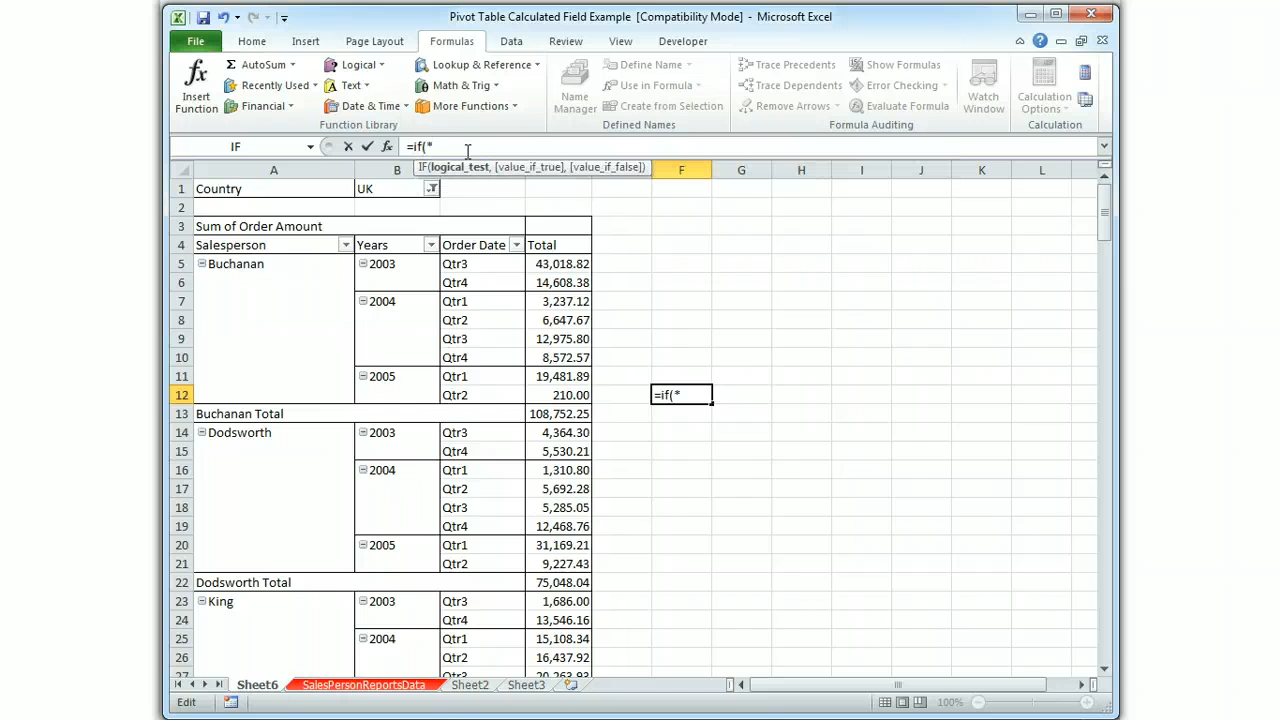 Pivot Table Calculated Field Example [Compatibility Mode] - Microsoft Excel
File Home Insert Page Layout Formulas Data Review View Developer
Σ AutoSum Logical Lookup & Reference Define Name Trace Precedents Show Formulas
Recently Used Text Math & Trig Use in Formula Trace Dependents Error Checking
Insert Function Financial Date & Time More Functions Name Manager Create from Selection Remove Arrows Evaluate Formula Watch Window Calculation Options
Function Library Defined Names Formula Auditing Calculation
IF fx =if(*
IF(logical_test, [value_if_true], [value_if_false])
A B F G H I J K L
1 Country UK
2
3 Sum of Order Amount
4 Salesperson Years Order Date Total
5 Buchanan 2003 Qtr3 43,018.82
6 Qtr4 14,608.38
7 2004 Qtr1 3,237.12
8 Qtr2 6,647.67
9 Qtr3 12,975.80
10 Qtr4 8,572.57
11 2005 Qtr1 19,481.89
12 Qtr2 210.00 =if(*
13 Buchanan Total 108,752.25
14 Dodsworth 2003 Qtr3 4,364.30
15 Qtr4 5,530.21
16 2004 Qtr1 1,310.80
17 Qtr2 5,692.28
18 Qtr3 5,285.05
19 Qtr4 12,468.76
20 2005 Qtr1 31,169.21
21 Qtr2 9,227.43
22 Dodsworth Total 75,048.04
23 King 2003 Qtr3 1,686.00
24 Qtr4 13,546.16
25 2004 Qtr1 15,108.34
26 Qtr2 16,437.92
27 Qtr3 20,263.93
Sheet6 SalesPersonReportsData Sheet2 Sheet3
Edit 100%